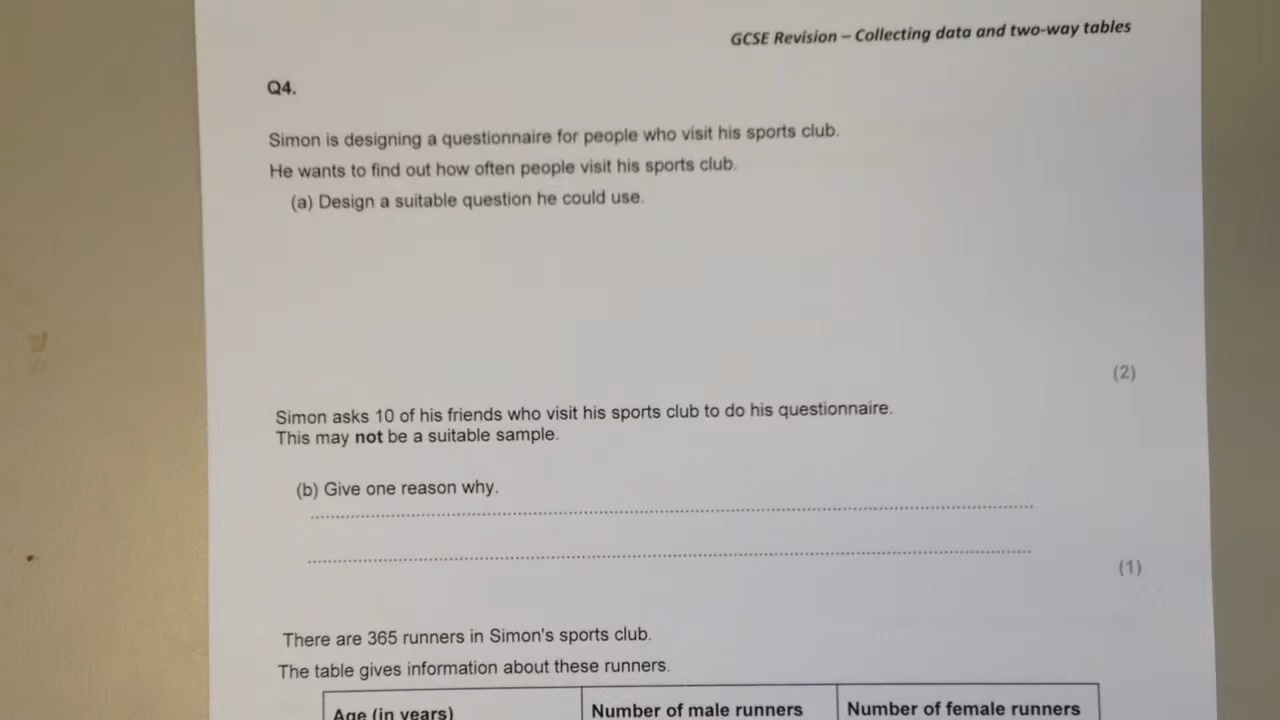 GCSE Revision – Collecting data and two-way tables
Q4.
Simon is designing a questionnaire for people who visit his sports club.
He wants to find out how often people visit his sports club.
(a) Design a suitable question he could use.
(2)
Simon asks 10 of his friends who visit his sports club to do his questionnaire.
This may not be a suitable sample.
(b) Give one reason why.
(1)
There are 365 runners in Simon's sports club.
The table gives information about these runners.
Age (in years) Number of male runners Number of female runners